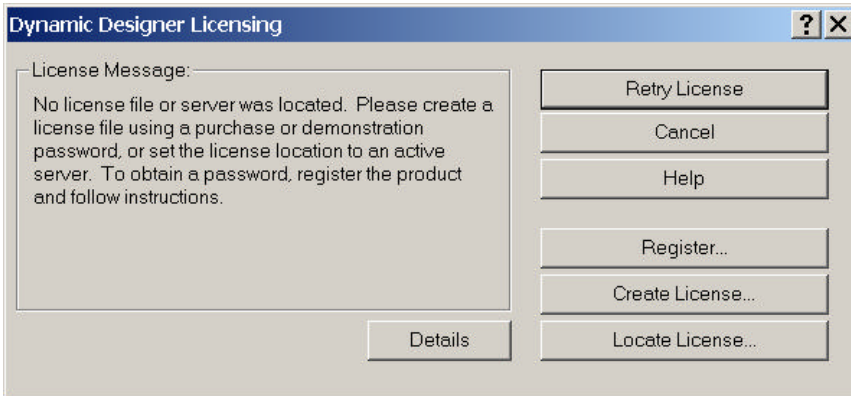 Dynamic Designer Licensing
License Message:
No license file or server was located. Please create a
license file using a purchase or demonstration
password, or set the license location to an active
server. To obtain a password, register the product
and follow instructions.
Retry License
Cancel
Help
Register...
Create License...
Details
Locate License...